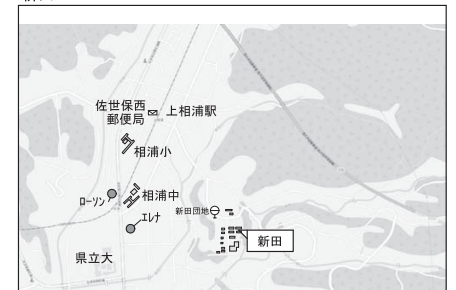 佐世保西
郵便局
上相浦駅
相浦小
ローソン
相浦中
エレナ
新田団地
新田
県立大